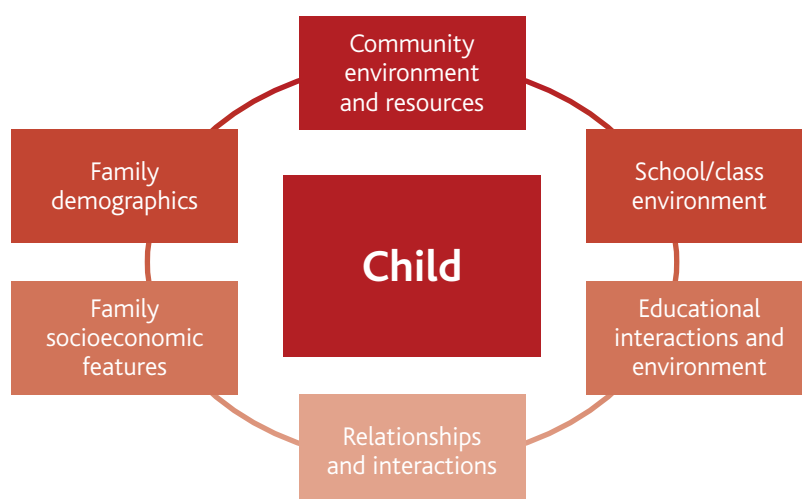 Community
environment
and resources
Family
demographics
School/class
environment
Child
Family
socioeconomic
features
Educational
interactions and
environment
Relationships
and interactions